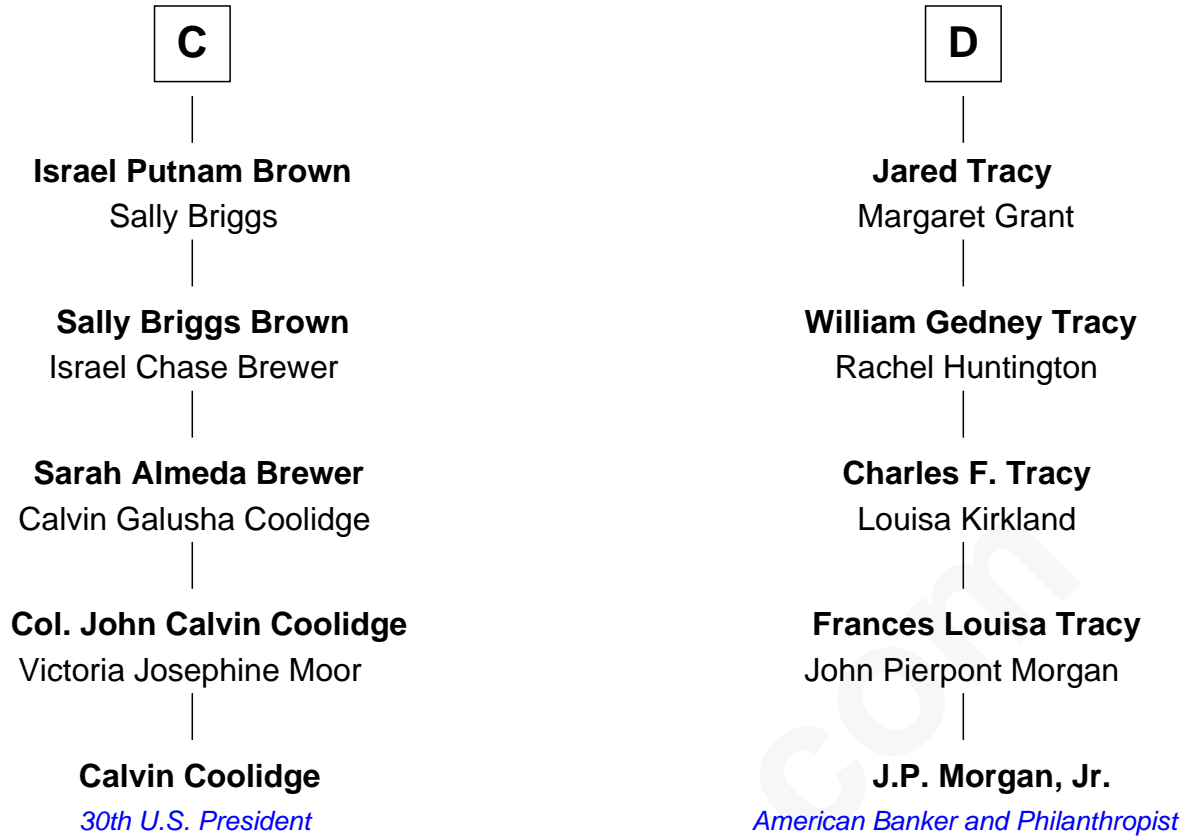 C
Israel Putnam Brown
Sally Briggs
Sally Briggs Brown
Israel Chase Brewer
Sarah Almeda Brewer
Calvin Galusha Coolidge
Col. John Calvin Coolidge
Victoria Josephine Moor
Calvin Coolidge
30th U.S. President
D
Jared Tracy
Margaret Grant
William Gedney Tracy
Rachel Huntington
Charles F. Tracy
Louisa Kirkland
Frances Louisa Tracy
John Pierpont Morgan
J.P. Morgan, Jr.
American Banker and Philanthropist
com